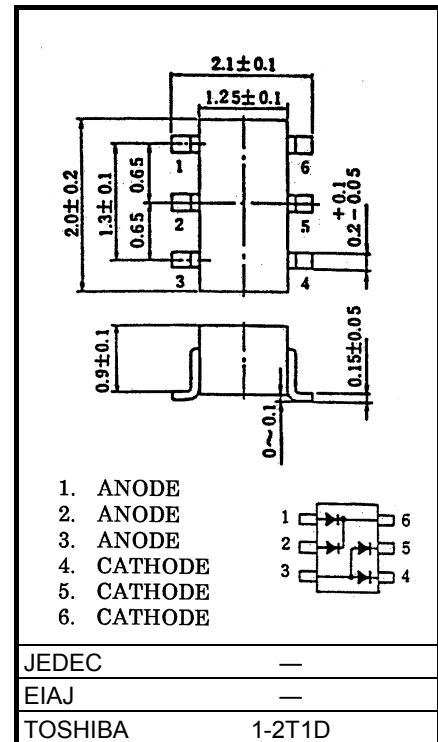 2.1±0.1
1.25±0.1
1
6
2.0±0.2
1.3±0.1
0.65
0.65
2
5
+0.1
0.2-0.05
3
4
0.9±0.1
0.15±0.05
0~0.1
1. ANODE
2. ANODE
3. ANODE
4. CATHODE
5. CATHODE
6. CATHODE
1 6
2 5
3 4
JEDEC —
EIAJ —
TOSHIBA 1-2T1D